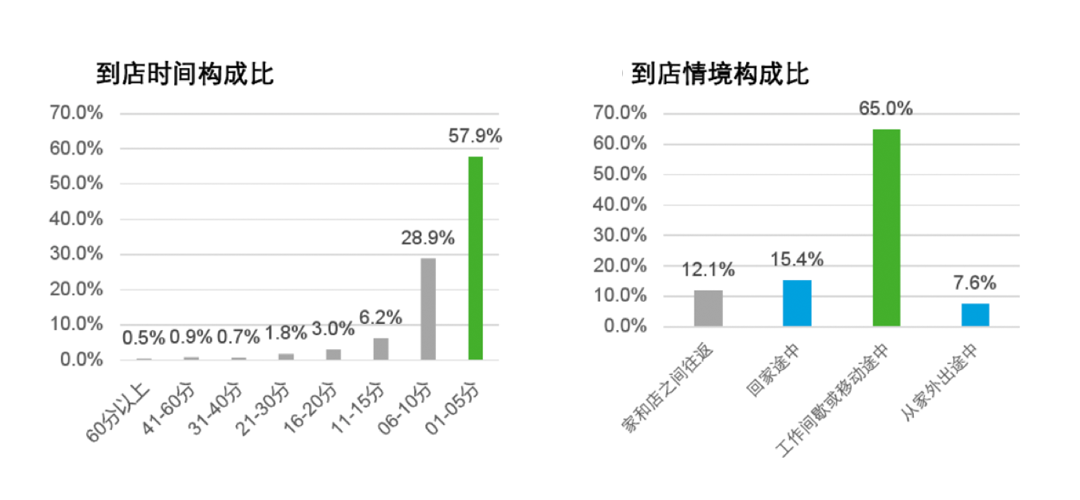 到店时间构成比
70.0%
60.0%
50.0%
40.0%
30.0%
20.0%
10.0%
0.0%
0.5%
0.9%
0.7%
1.8%
3.0%
6.2%
28.9%
57.9%
60分以上
41-60分
31-40分
21-30分
16-20分
11-15分
06-10分
01-05分
到店情境构成比
70.0%
60.0%
50.0%
40.0%
30.0%
20.0%
10.0%
0.0%
12.1%
15.4%
65.0%
7.6%
家和店之间往返
回家途中
工作间歇或移动途中
从家外出途中